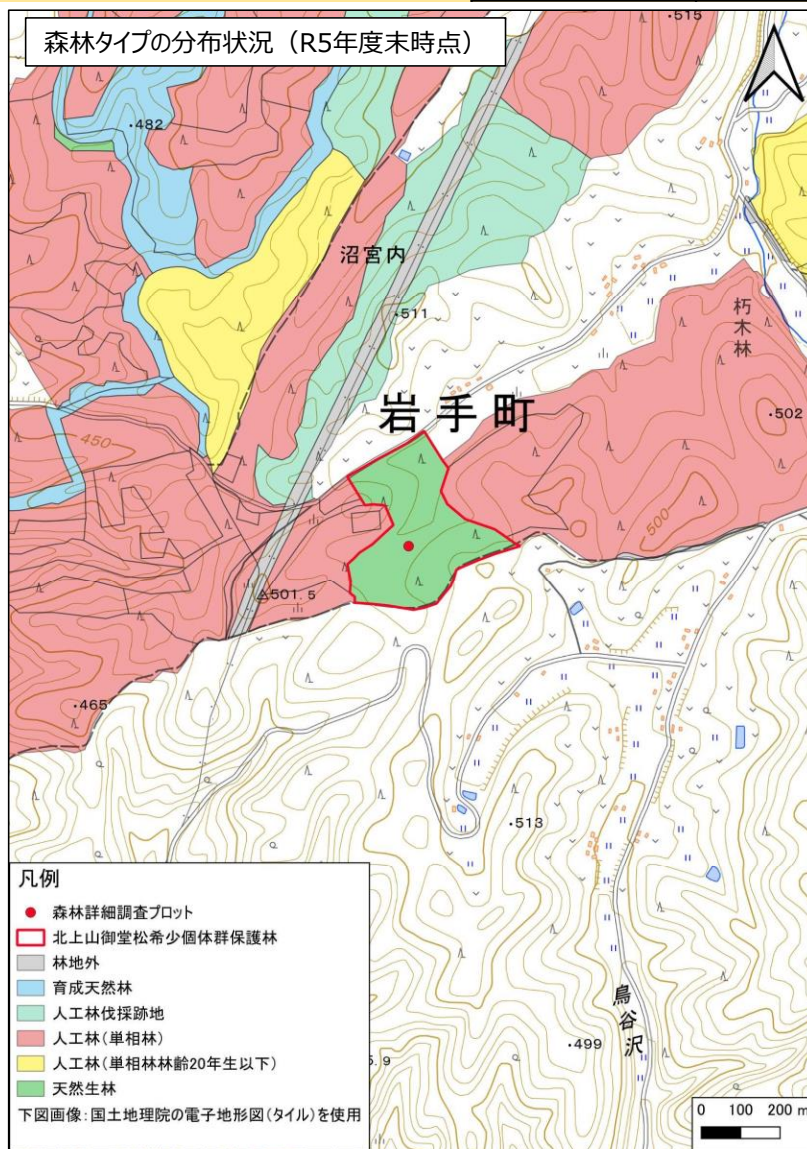 森林タイプの分布状況（R5年度末時点）
・515
・482
沼宮内
・511
朽木林
岩手町
・502
450
500
501.5
・465
・513
鳥谷沢
・499
5.9
凡例
森林詳細調査プロット
北上山御堂松希少個体群保護林
林地外
育成天然林
人工林伐採跡地
人工林(単相林)
人工林(単相林林齢20年生以下)
天然生林
下図画像:国土地理院の電子地形図(タイル)を使用
0 100 200 m